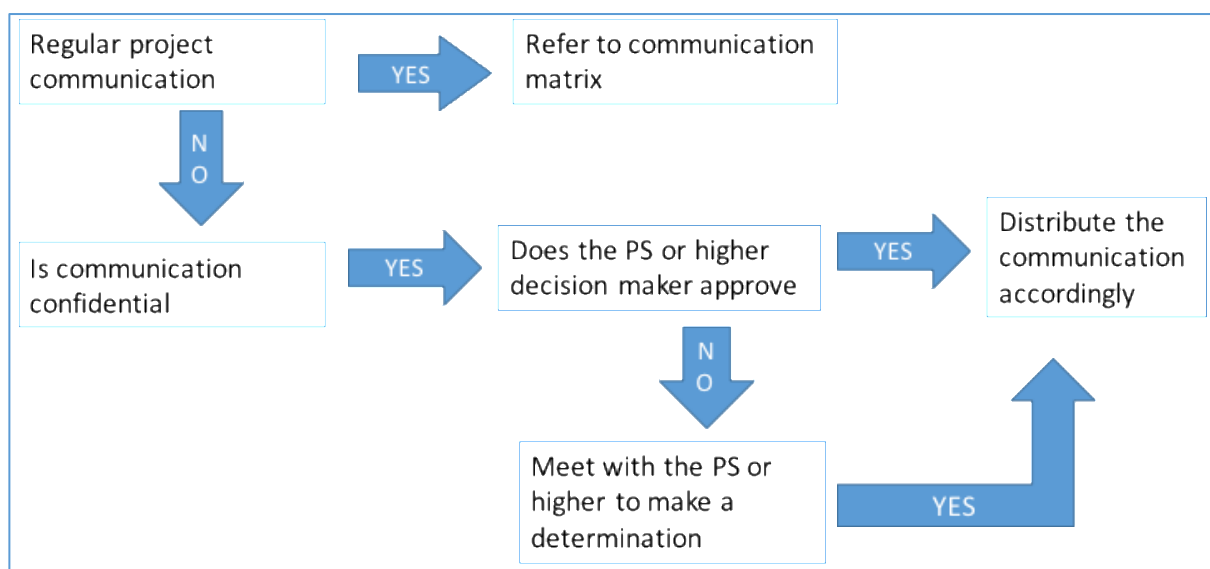 Regular project
communication
YES
Refer to communication
matrix
N
O
Is communication
confidential
YES
Does the PS or higher
decision maker approve
YES
Distribute the
communication
accordingly
N
O
Meet with the PS or
higher to make a
determination
YES